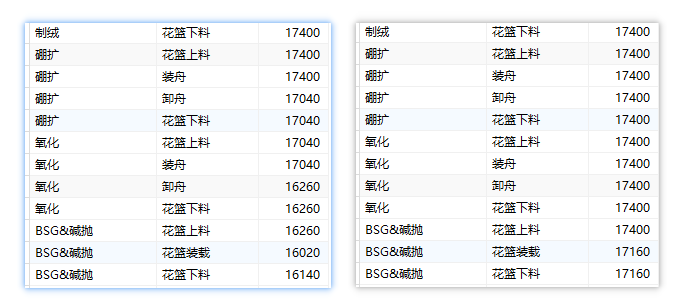 制绒 花篮下料 17400
硼扩 花篮上料 17400
硼扩 装舟 17400
硼扩 卸舟 17040
硼扩 花篮下料 17040
氧化 花篮上料 17040
氧化 装舟 17040
氧化 卸舟 16260
氧化 花篮下料 16260
BSG&碱抛 花篮上料 16260
BSG&碱抛 花篮装载 16020
BSG&碱抛 花篮下料 16140
制绒 花篮下料 17400
硼扩 花篮上料 17400
硼扩 装舟 17400
硼扩 卸舟 17400
硼扩 花篮下料 17400
氧化 花篮上料 17400
氧化 装舟 17400
氧化 卸舟 17400
氧化 花篮下料 17400
BSG&碱抛 花篮上料 17400
BSG&碱抛 花篮装载 17160
BSG&碱抛 花篮下料 17160